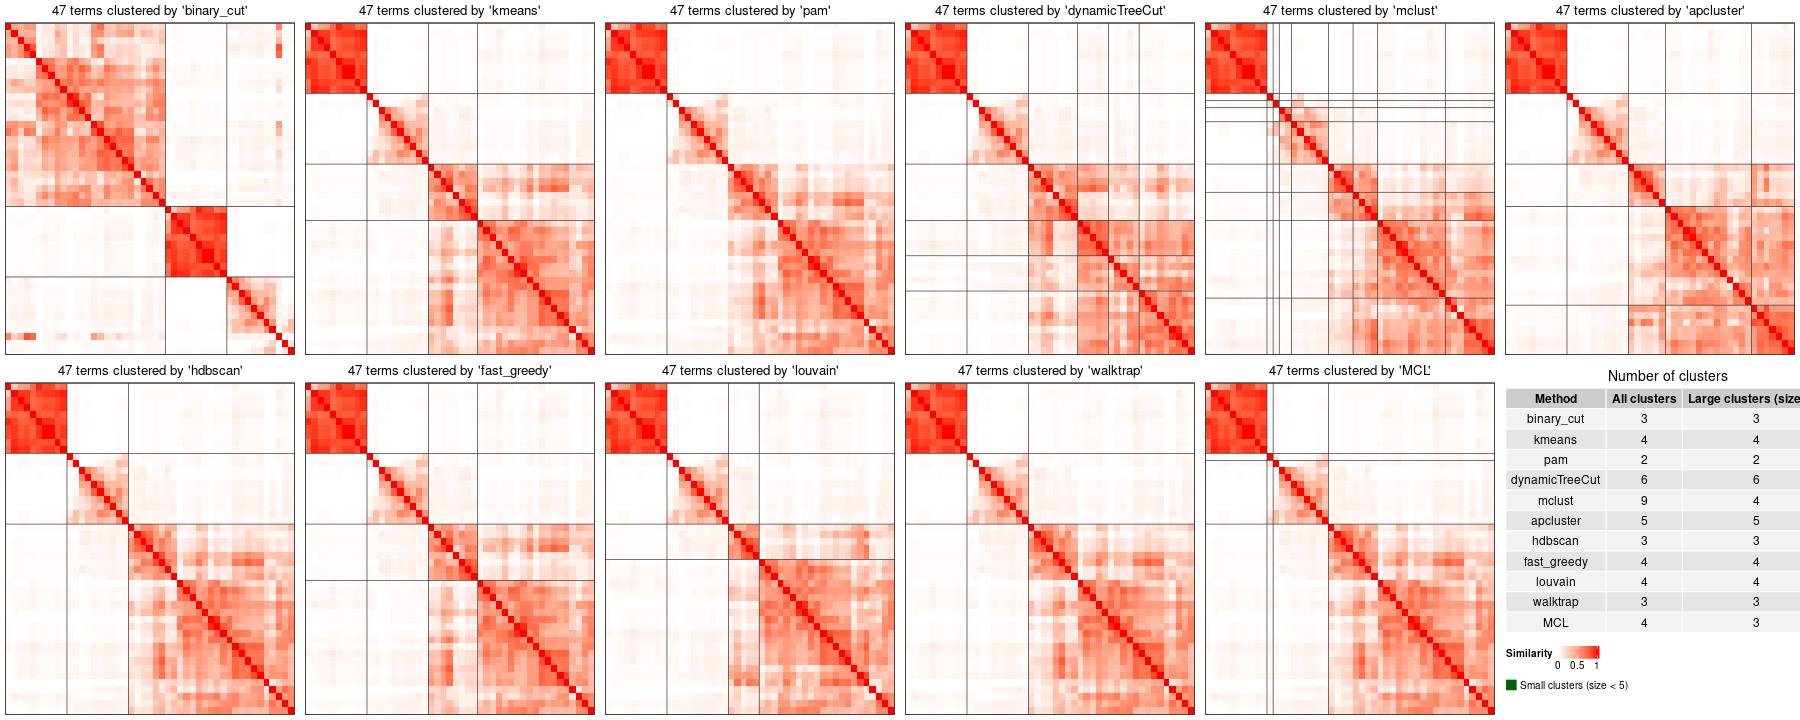 47 terms clustered by 'binary_cut'
47 terms clustered by 'kmeans'
47 terms clustered by 'pam'
47 terms clustered by 'dynamicTreeCut'
47 terms clustered by 'mclust'
47 terms clustered by 'apcluster'
47 terms clustered by 'hdbscan'
47 terms clustered by 'fast_greedy'
47 terms clustered by 'louvain'
47 terms clustered by 'walktrap'
47 terms clustered by 'MCL'
Number of clusters
Method All clusters Large clusters (size
binary_cut 3 3
kmeans 4 4
pam 2 2
dynamicTreeCut 6 6
mclust 9 4
apcluster 5 5
hdbscan 3 3
fast_greedy 4 4
louvain 4 4
walktrap 3 3
MCL 4 3
Similarity
0 0.5 1
Small clusters (size < 5)